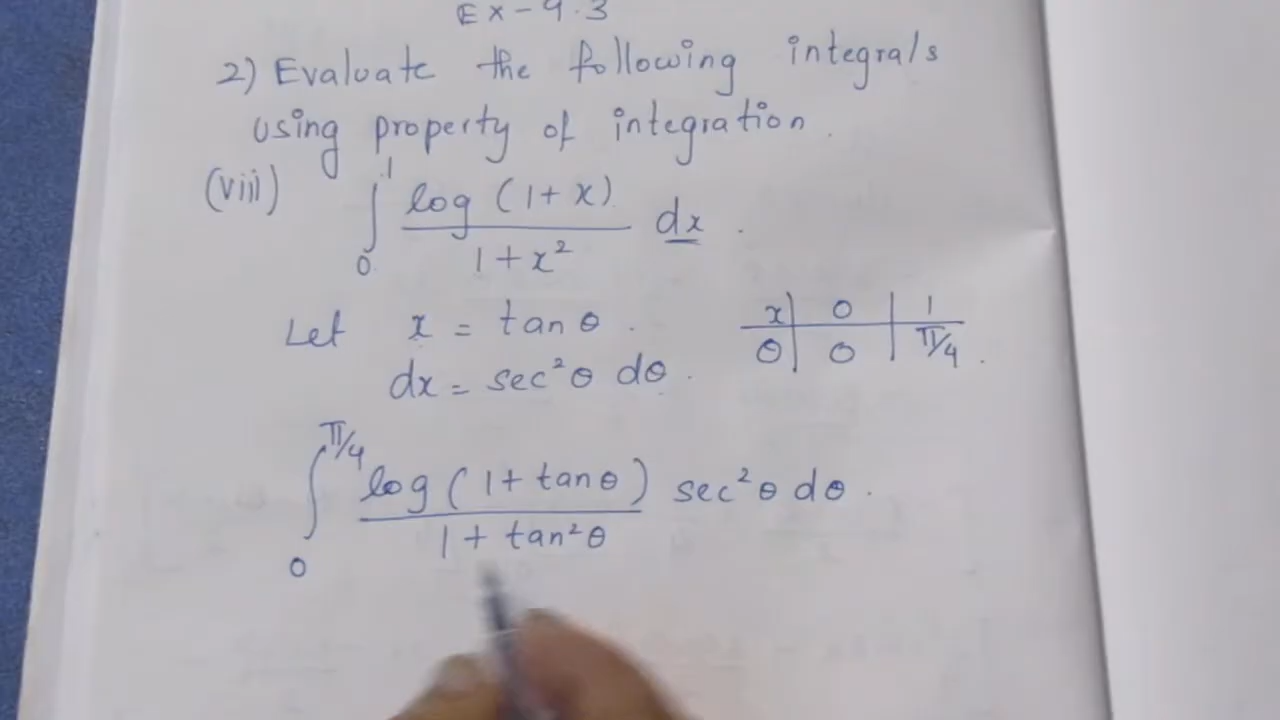 Ex-9.3
2) Evaluate the following integrals
using property of integration.
(viii) ∫₀¹ log (1+x) / 1+x² dx.
Let x = tan θ.
dx = sec²θ dθ.
x | 0 | 1
θ | 0 | π/4.
∫₀^π/4 log (1+ tan θ) / 1+ tan²θ sec²θ dθ.